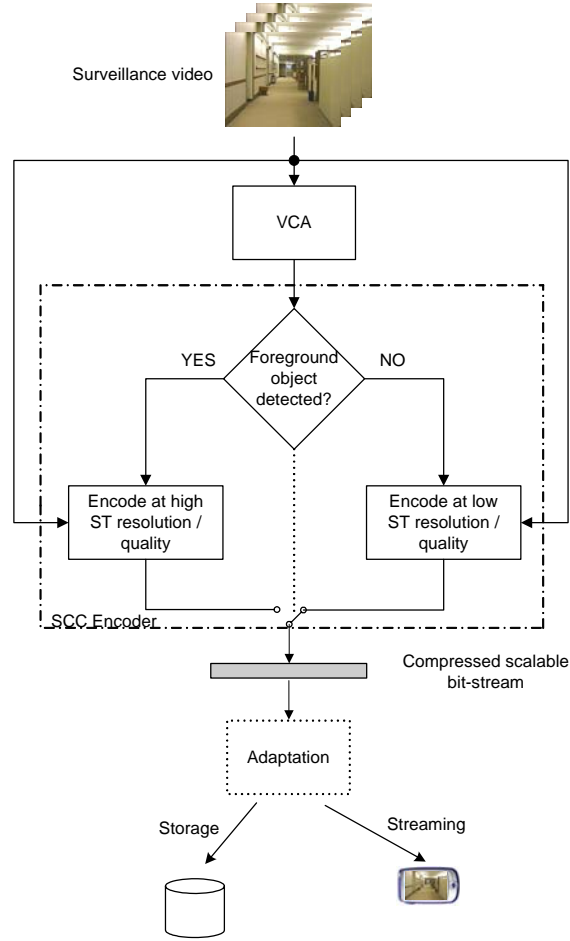 Surveillance video
VCA
YES
Foreground
object
detected?
NO
Encode at high
ST resolution /
quality
Encode at low
ST resolution /
quality
SCC Encoder
Compressed scalable
bit-stream
Adaptation
Storage
Streaming